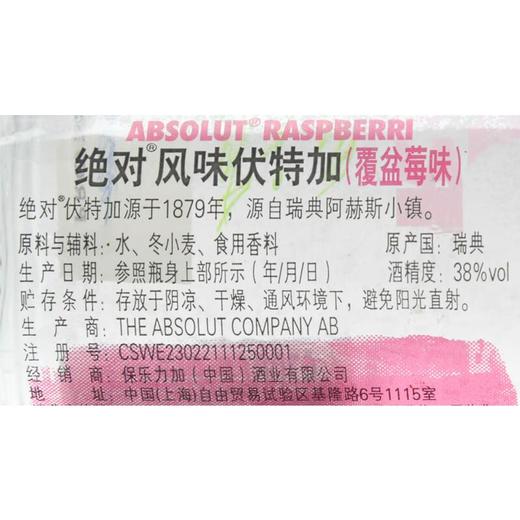 ABSOLUT® RASPBERRI
绝对®风味伏特加(覆盆莓味)
绝对®伏特加源于1879年，源自瑞典阿赫斯小镇。
原料与辅料：水、冬小麦、食用香料 原产国：瑞典
生产日期：参照瓶身上部所示（年/月/日） 酒精度：38%vol
贮存条件：存放于阴凉、干燥、通风环境下，避免阳光直射。
生产商：THE ABSOLUT COMPANY AB
注册号：CSWE23022111250001
经销商：保乐力加（中国）酒业有限公司
地址：中国(上海)自由贸易试验区基隆路6号1115室